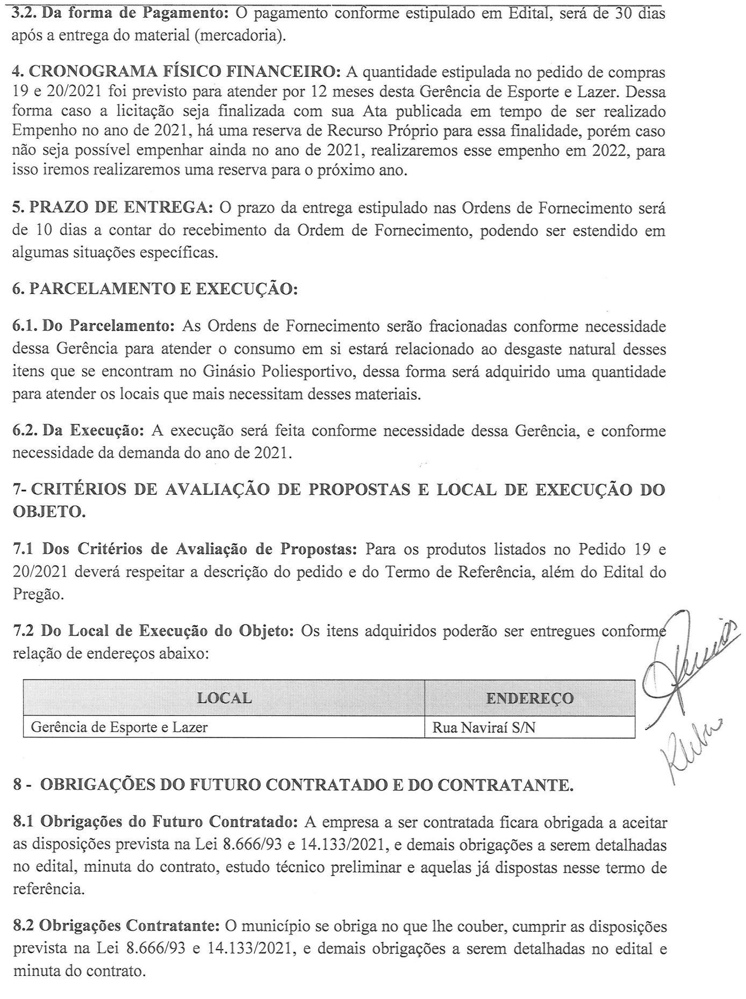 3.2. Da forma de Pagamento: O pagamento conforme estipulado em Edital, será de 30 dias
após a entrega do material (mercadoria).
4. CRONOGRAMA FÍSICO FINANCEIRO: A quantidade estipulada no pedido de compras
19 e 20/2021 foi previsto para atender por 12 meses desta Gerência de Esporte e Lazer. Dessa
forma caso a licitação seja finalizada com sua Ata publicada em tempo de ser realizado
Empenho no ano de 2021, há uma reserva de Recurso Próprio para essa finalidade, porém caso
não seja possível empenhar ainda no ano de 2021, realizaremos esse empenho em 2022, para
isso iremos realizaremos uma reserva para o próximo ano.
5. PRAZO DE ENTREGA: O prazo da entrega estipulado nas Ordens de Fornecimento será
de 10 dias a contar do recebimento da Ordem de Fornecimento, podendo ser estendido em
algumas situações específicas.
6. PARCELAMENTO E EXECUÇÃO:
6.1. Do Parcelamento: As Ordens de Fornecimento serão fracionadas conforme necessidade
dessa Gerência para atender o consumo em si estará relacionado ao desgaste natural desses
itens que se encontram no Ginásio Poliesportivo, dessa forma será adquirido uma quantidade
para atender os locais que mais necessitam desses materiais.
6.2. Da Execução: A execução será feita conforme necessidade dessa Gerência, e conforme
necessidade da demanda do ano de 2021.
7- CRITÉRIOS DE AVALIAÇÃO DE PROPOSTAS E LOCAL DE EXECUÇÃO DO
OBJETO.
7.1 Dos Critérios de Avaliação de Propostas: Para os produtos listados no Pedido 19 e
20/2021 deverá respeitar a descrição do pedido e do Termo de Referência, além do Edital do
Pregão.
7.2 Do Local de Execução do Objeto: Os itens adquiridos poderão ser entregues conforme
relação de endereços abaixo:
LOCAL ENDEREÇO
Gerência de Esporte e Lazer Rua Naviraí S/N
8 - OBRIGAÇÕES DO FUTURO CONTRATADO E DO CONTRATANTE.
8.1 Obrigações do Futuro Contratado: A empresa a ser contratada ficara obrigada a aceitar
as disposições prevista na Lei 8.666/93 e 14.133/2021, e demais obrigações a serem detalhadas
no edital, minuta do contrato, estudo técnico preliminar e aquelas já dispostas nesse termo de
referência.
8.2 Obrigações Contratante: O município se obriga no que lhe couber, cumprir as disposições
prevista na Lei 8.666/93 e 14.133/2021, e demais obrigações a serem detalhadas no edital e
minuta do contrato.